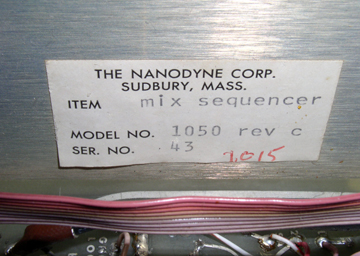 THE NANODYNE CORP.
SUDBURY, MASS.
ITEM mix sequencer
MODEL NO. 1050 rev c
SER. NO. 43
1015